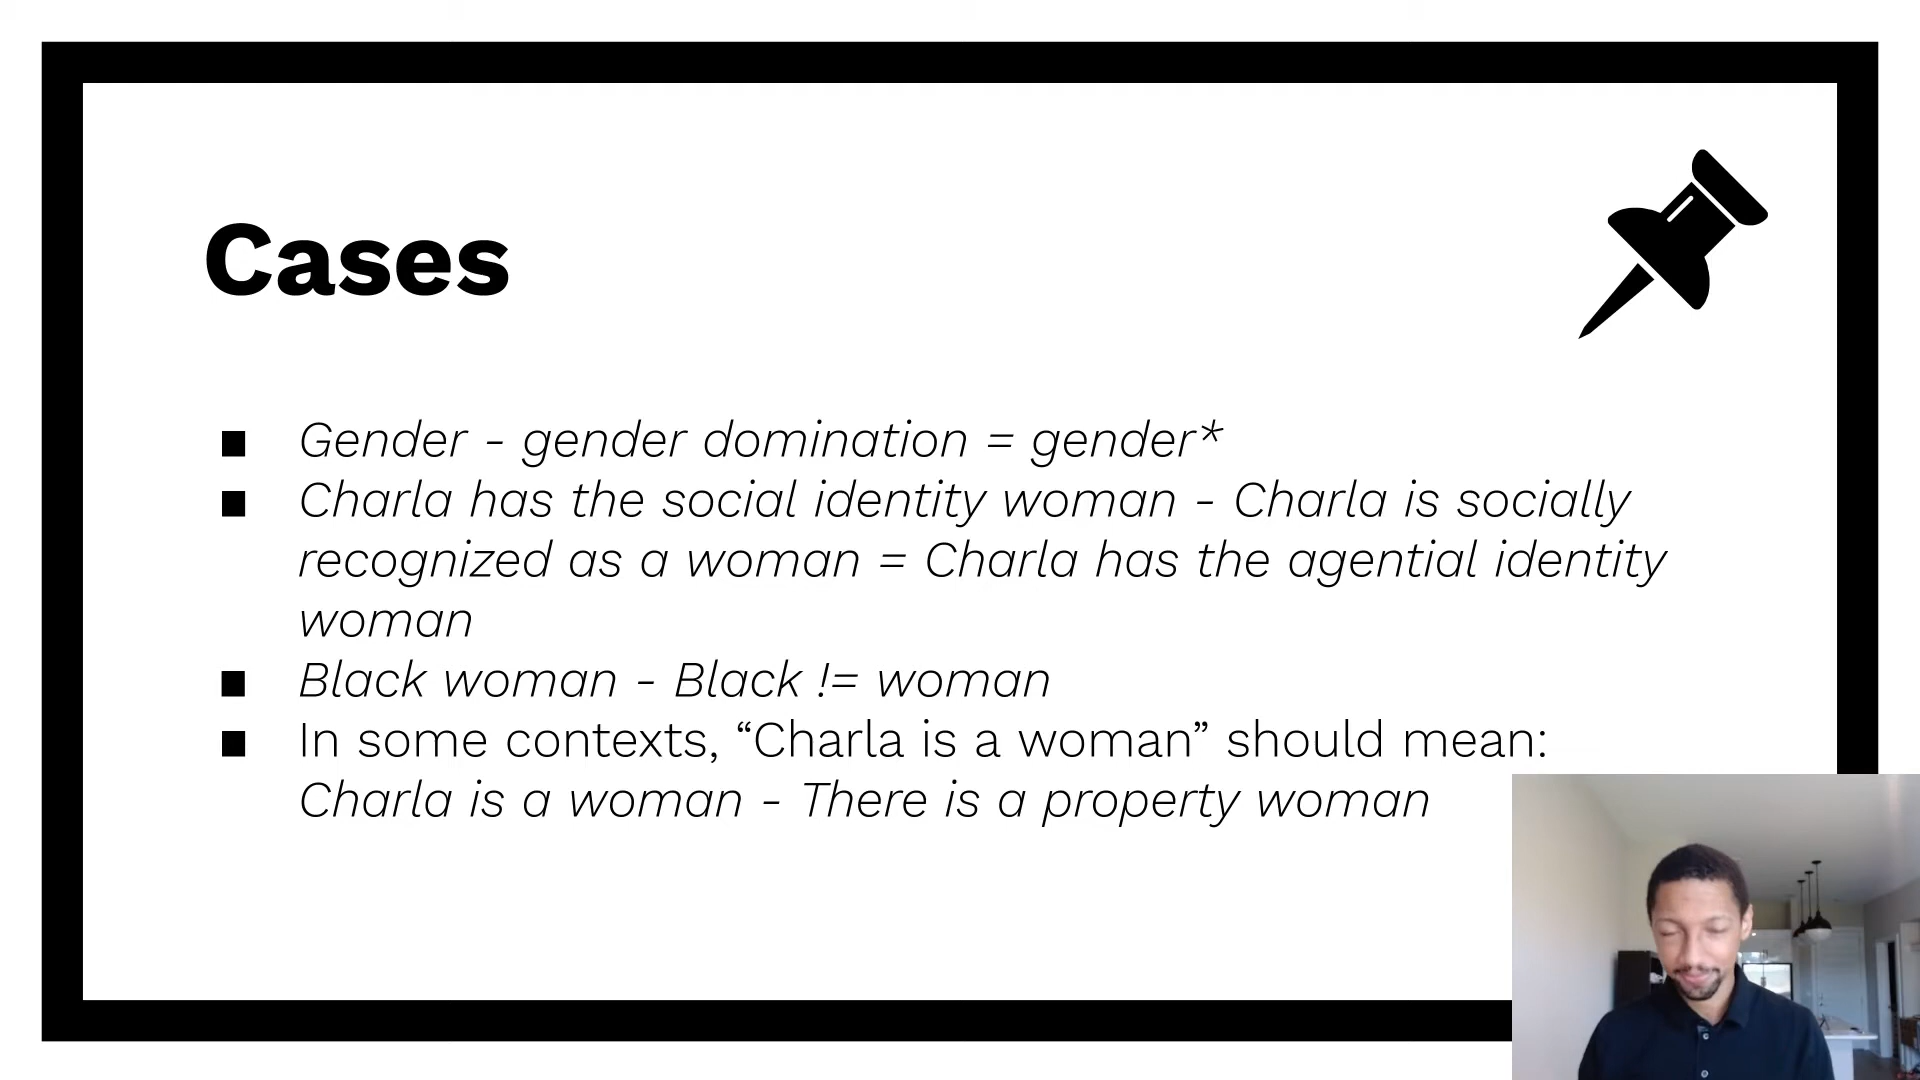 Cases
■ Gender - gender domination = gender*
■ Charla has the social identity woman - Charla is socially
recognized as a woman = Charla has the agential identity
woman
■ Black woman - Black != woman
■ In some contexts, “Charla is a woman” should mean:
Charla is a woman - There is a property woman